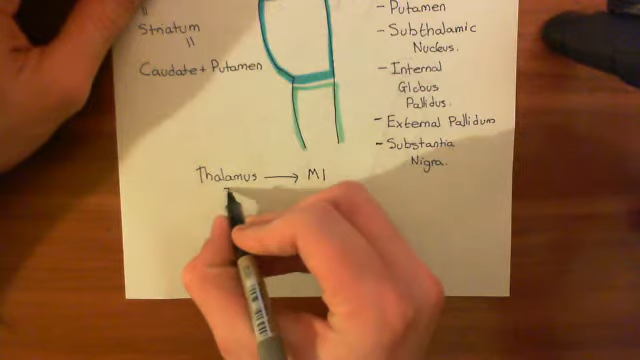 "
Striatum
"
Caudate + Putamen
- Putamen
- Subthalamic
Nucleus.
- Internal
Globus
Pallidus.
- External Pallidum
- Substantia
Nigra.
Thalamus → M1